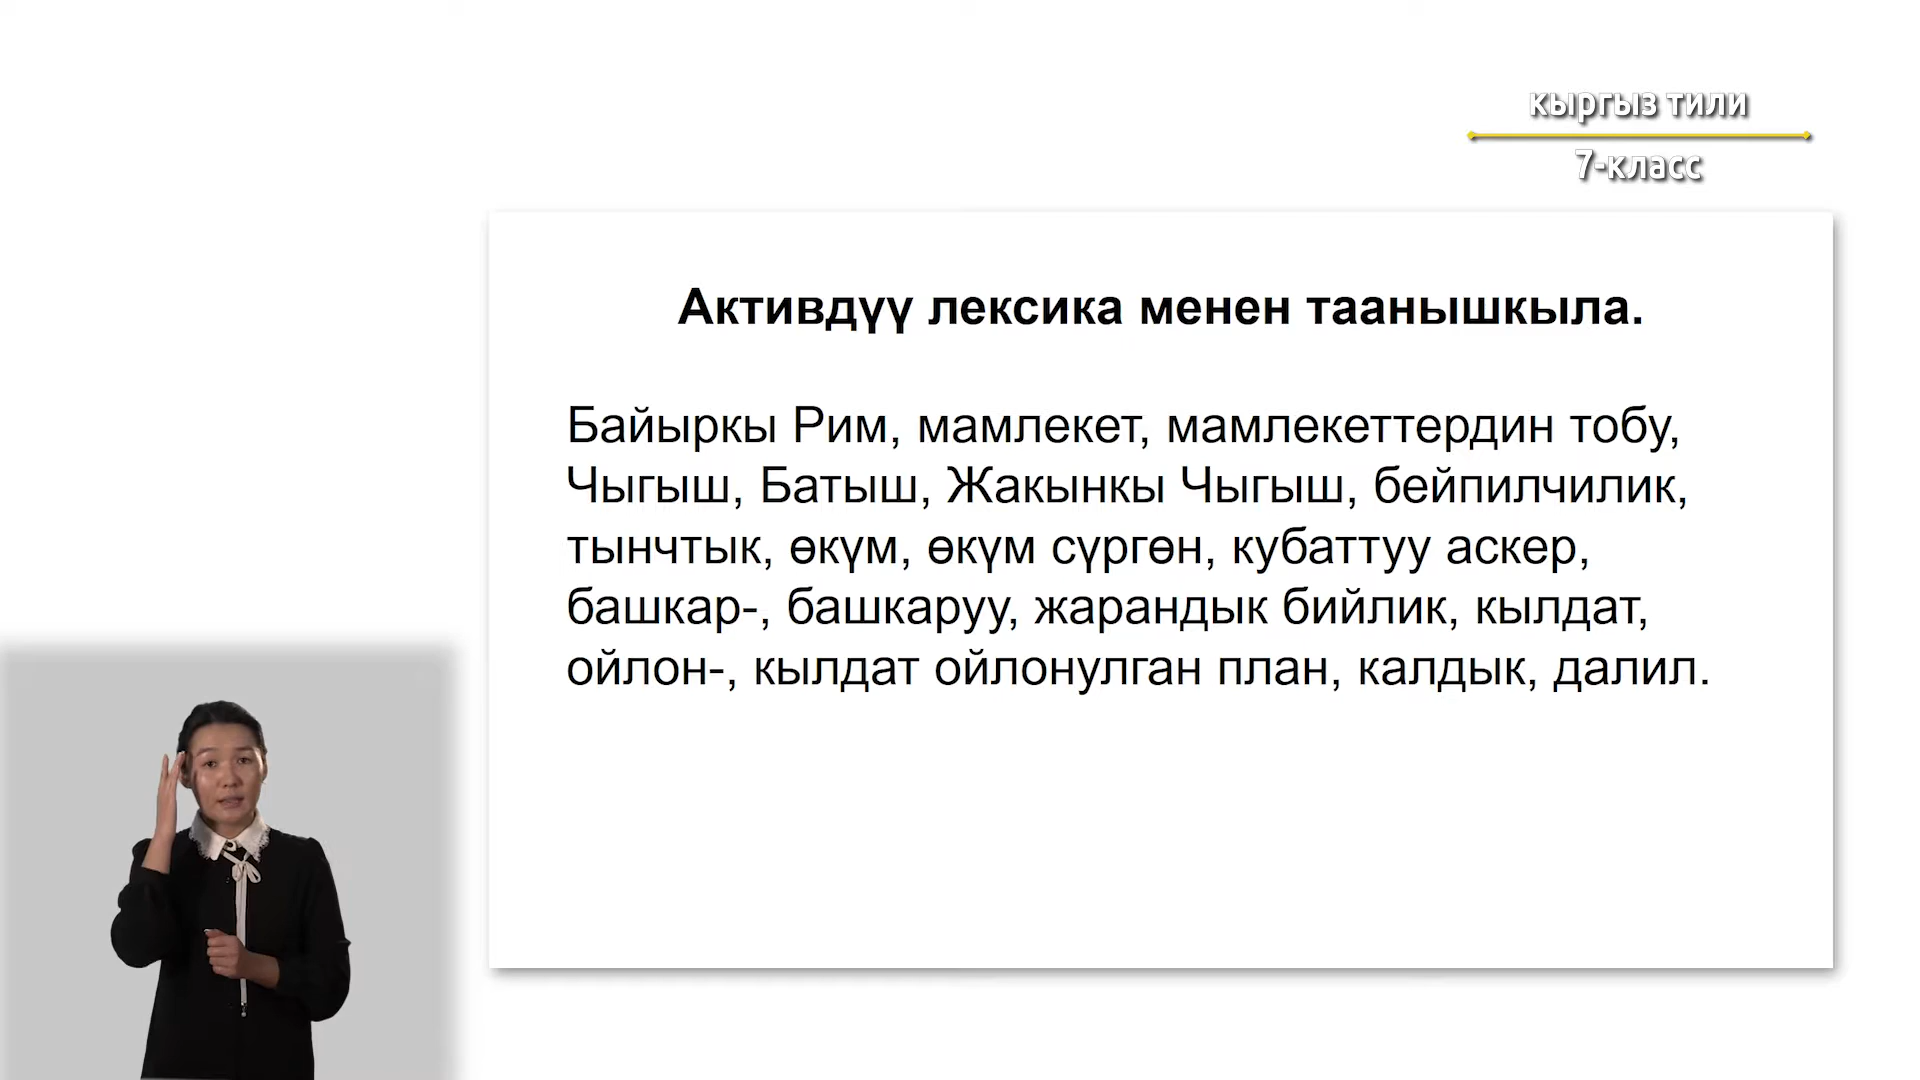 кыргыз тили
7-класс
Активдүү лексика менен таанышкыла.
Байыркы Рим, мамлекет, мамлекеттердин тобу,
Чыгыш, Батыш, Жакынкы Чыгыш, бейпилчилик,
тынчтык, өкүм, өкүм сүргөн, кубаттуу аскер,
башкар-, башкаруу, жарандык бийлик, кылдат,
ойлон-, кылдат ойлонулган план, калдык, далил.